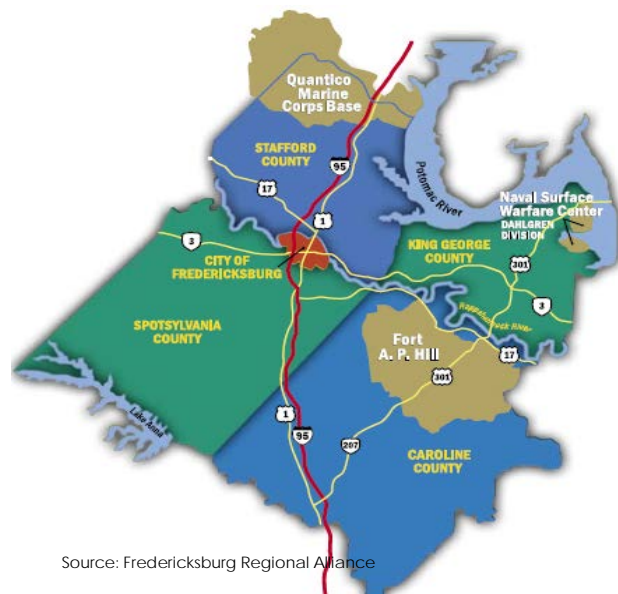 Quantico
Marine
Corps Base
STAFFORD
COUNTY
95
17
1
Potomac River
Naval Surface
Warfare Center
DAHLGREN
DIVISION
3
CITY OF
FREDERICKSBURG
KING GEORGE
COUNTY
301
3
Rappahannock River
SPOTSYLVANIA
COUNTY
Fort
A. P. HIll
17
301
Lake Anna
1
95
207
CAROLINE
COUNTY
Source: Fredericksburg Regional Alliance